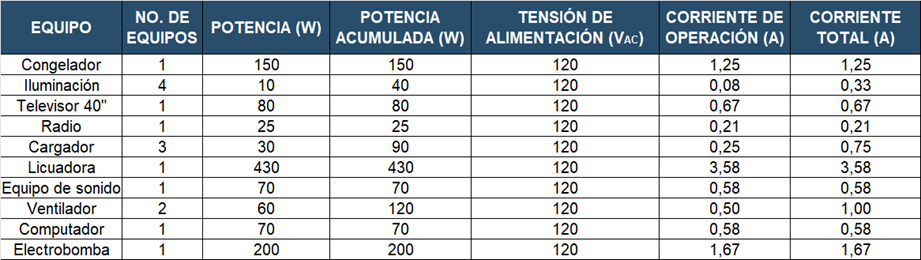 EQUIPO NO. DE EQUIPOS POTENCIA (W) POTENCIA ACUMULADA (W) TENSIÓN DE ALIMENTACIÓN (VAC) CORRIENTE DE OPERACIÓN (A) CORRIENTE TOTAL (A)
Congelador 1 150 150 120 1,25 1,25
Iluminación 4 10 40 120 0,08 0,33
Televisor 40" 1 80 80 120 0,67 0,67
Radio 1 25 25 120 0,21 0,21
Cargador 3 30 90 120 0,25 0,75
Licuadora 1 430 430 120 3,58 3,58
Equipo de sonido 1 70 70 120 0,58 0,58
Ventilador 2 60 120 120 0,50 1,00
Computador 1 70 70 120 0,58 0,58
Electrobomba 1 200 200 120 1,67 1,67